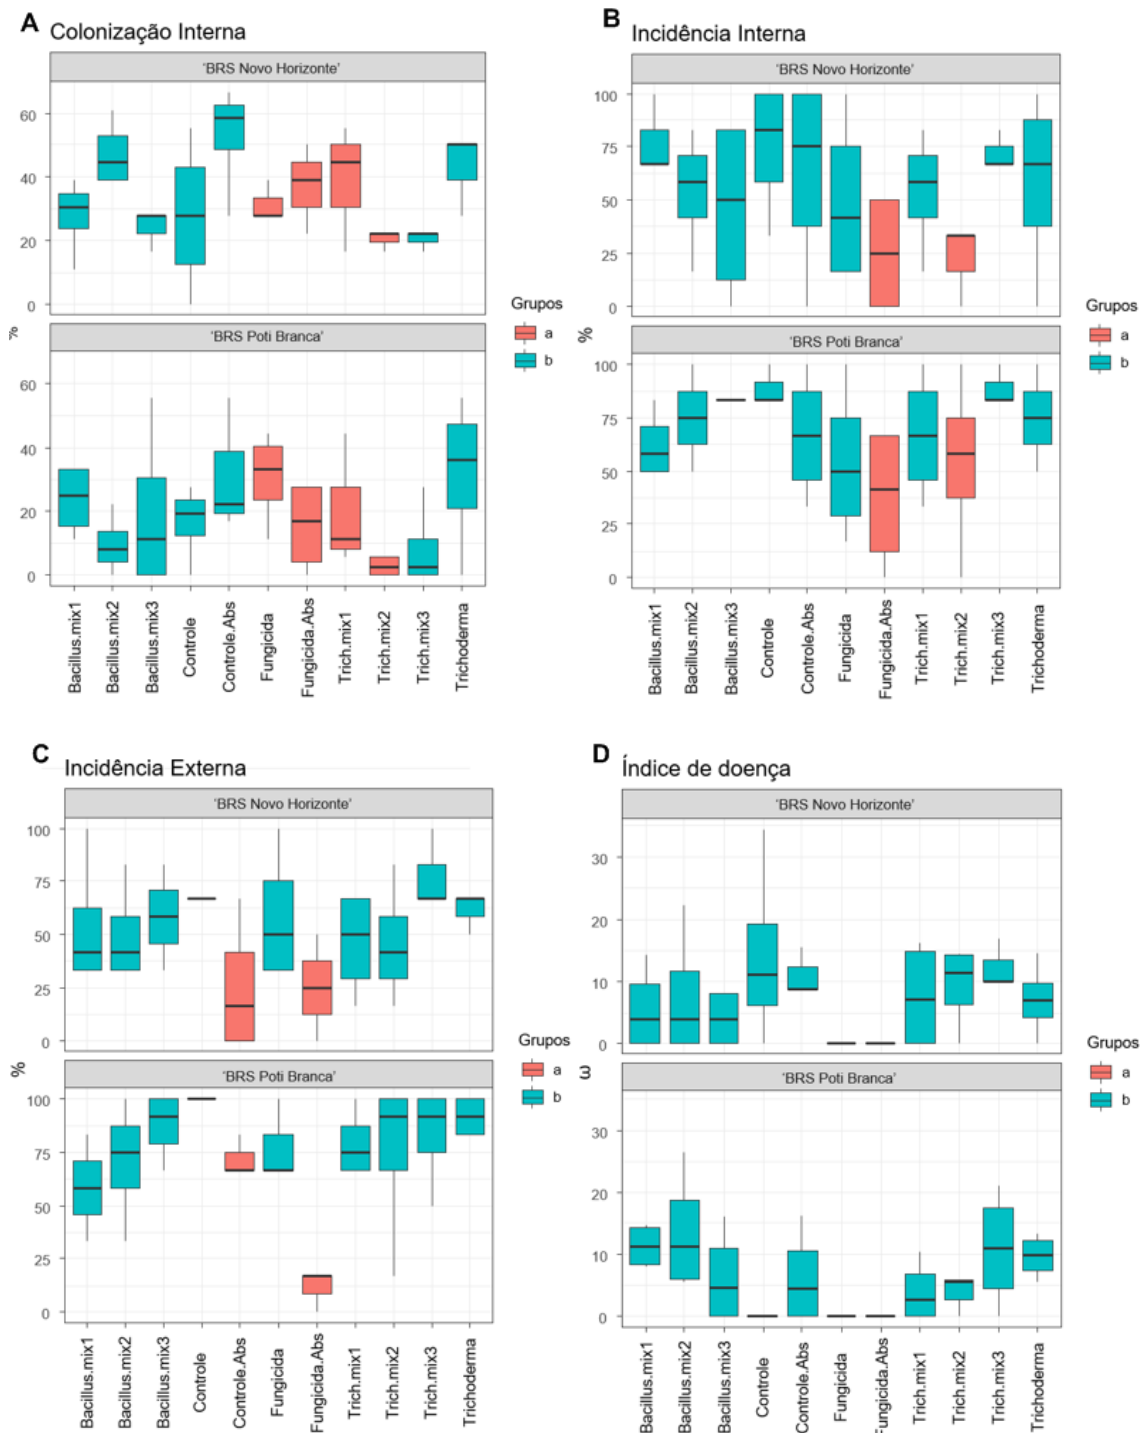 A Colonização Interna
'BRS Novo Horizonte'
60
40
20
0
%
'BRS Poti Branca'
60
40
20
0
Bacillus.mix1
Bacillus.mix2
Bacillus.mix3
Controle
Controle.Abs
Fungicida
Fungicida.Abs
Trich.mix1
Trich.mix2
Trich.mix3
Trichoderma
Grupos
a
b
B Incidência Interna
'BRS Novo Horizonte'
100
75
50
25
0
%
'BRS Poti Branca'
100
75
50
25
0
Bacillus.mix1
Bacillus.mix2
Bacillus.mix3
Controle
Controle.Abs
Fungicida
Fungicida.Abs
Trich.mix1
Trich.mix2
Trich.mix3
Trichoderma
Grupos
a
b
C Incidência Externa
'BRS Novo Horizonte'
100
75
50
25
0
%
'BRS Poti Branca'
100
75
50
25
0
Bacillus.mix1
Bacillus.mix2
Bacillus.mix3
Controle
Controle.Abs
Fungicida
Fungicida.Abs
Trich.mix1
Trich.mix2
Trich.mix3
Trichoderma
Grupos
a
b
D Índice de doença
'BRS Novo Horizonte'
30
20
10
0
'BRS Poti Branca'
30
20
10
0
Bacillus.mix1
Bacillus.mix2
Bacillus.mix3
Controle
Controle.Abs
Fungicida
Fungicida.Abs
Trich.mix1
Trich.mix2
Trich.mix3
Trichoderma
Grupos
a
b